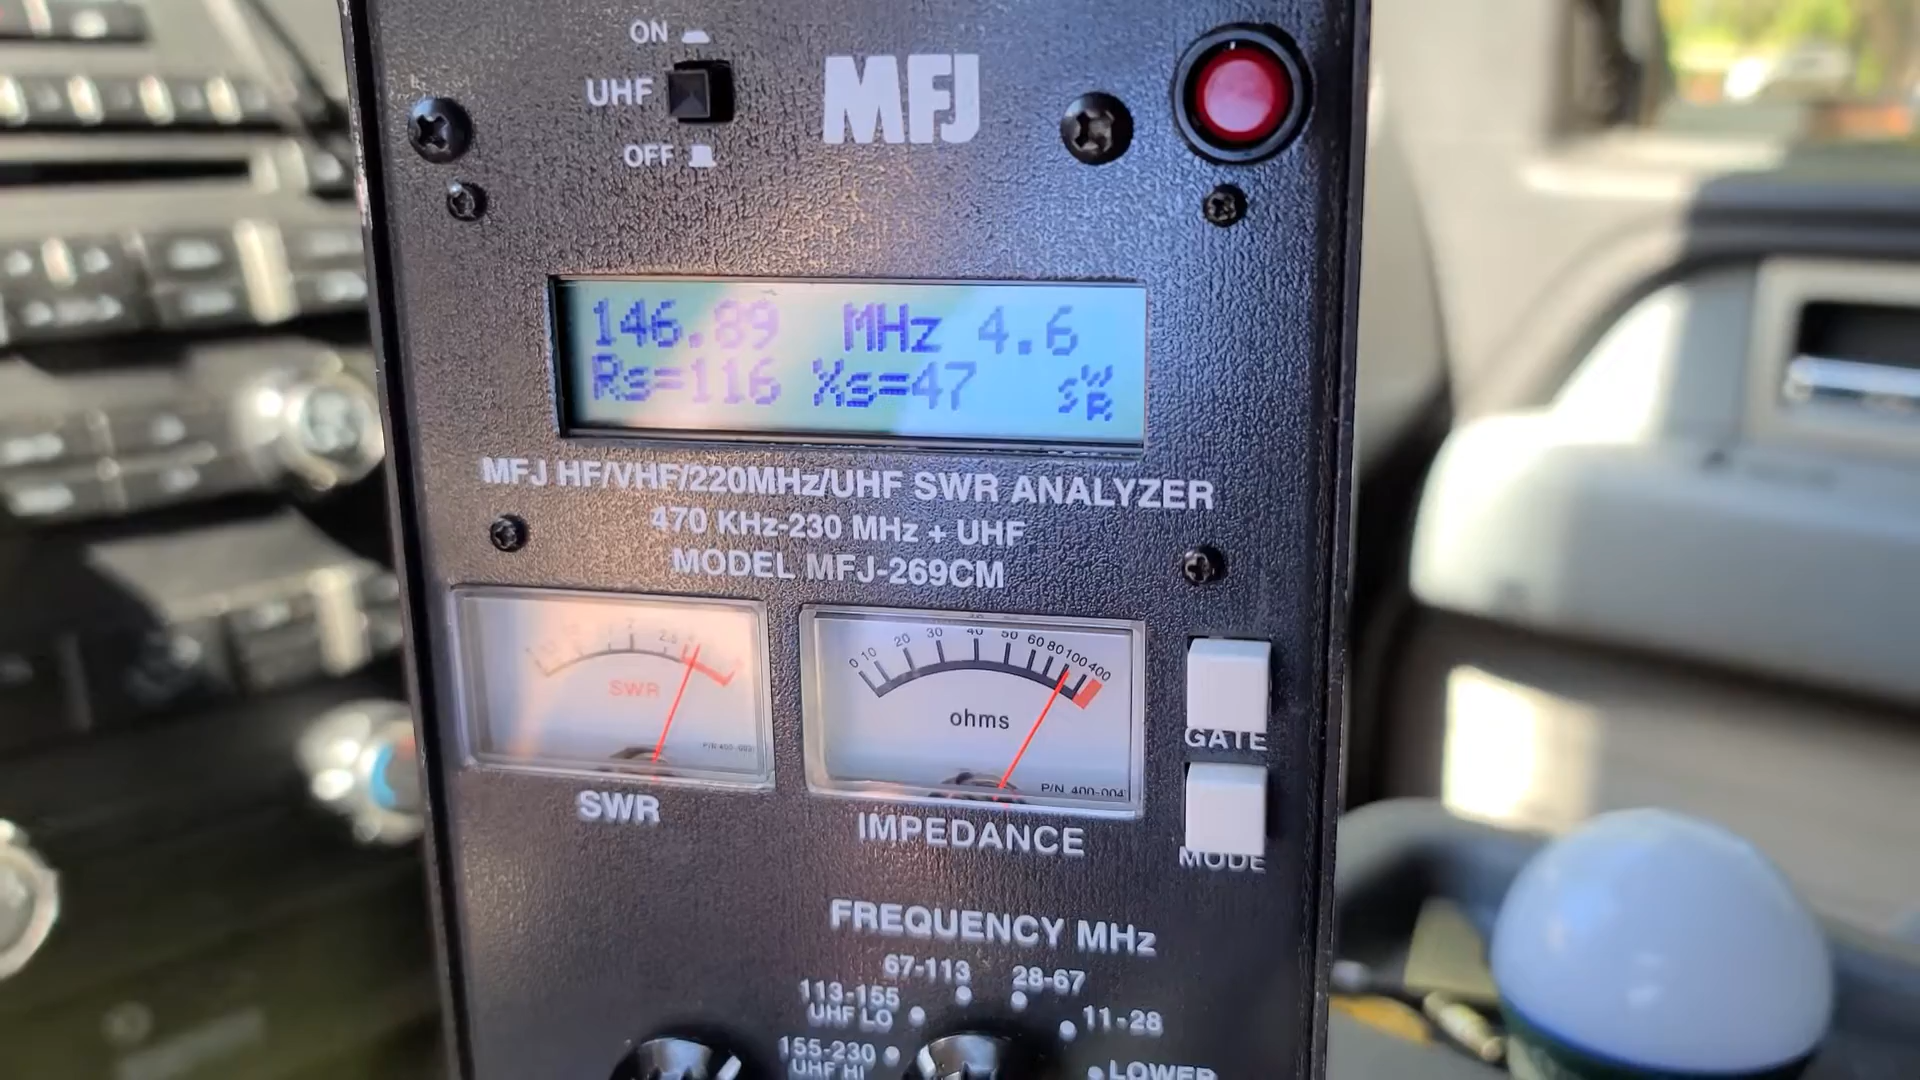 ON
UHF
OFF
MFJ
146.89 MHz 4.6
Rs=116 Xs=47 SWR
MFJ HF/VHF/220MHz/UHF SWR ANALYZER
470 KHz-230 MHz + UHF
MODEL MFJ-269CM
2
SWR
0 10 20 30 40 50 60 80 100 400
ohms
P/N 400-004
GATE
SWR
IMPEDANCE
MODE
FREQUENCY MHz
67-113
28-67
113-155
UHF LO
11-28
155-230
UHF HI
LOWER